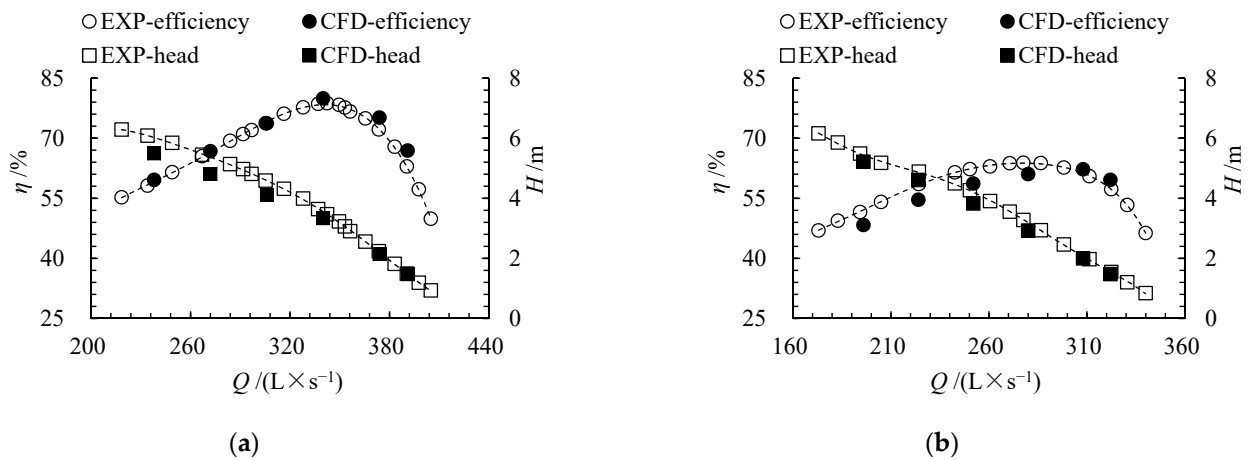 EXP-efficiency CFD-efficiency
EXP-head CFD-head
85
70
55
40
25
η /%
8
6
4
2
0
H /m
200 260 320 380 440
Q /(L×s⁻¹)
(a)
EXP-efficiency CFD-efficiency
EXP-head CFD-head
85
70
55
40
25
η /%
8
6
4
2
0
H /m
160 210 260 310 360
Q /(L×s⁻¹)
(b)